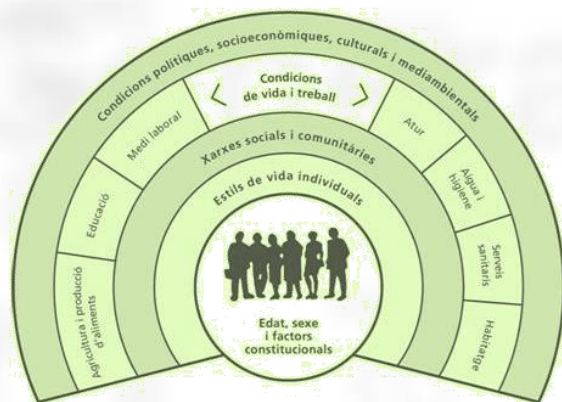 Condicions polítiques, socioeconòmiques, culturals i mediambientals
Condicions
de vida i treball
Agricultura i producció
d'aliments
Educació
Medi laboral
Atur
Aigua i
higiene
Serveis
sanitaris
Habitatge
Xarxes socials i comunitáries
Estils de vida individuals
Edat, sexe
i factors
constitucionals